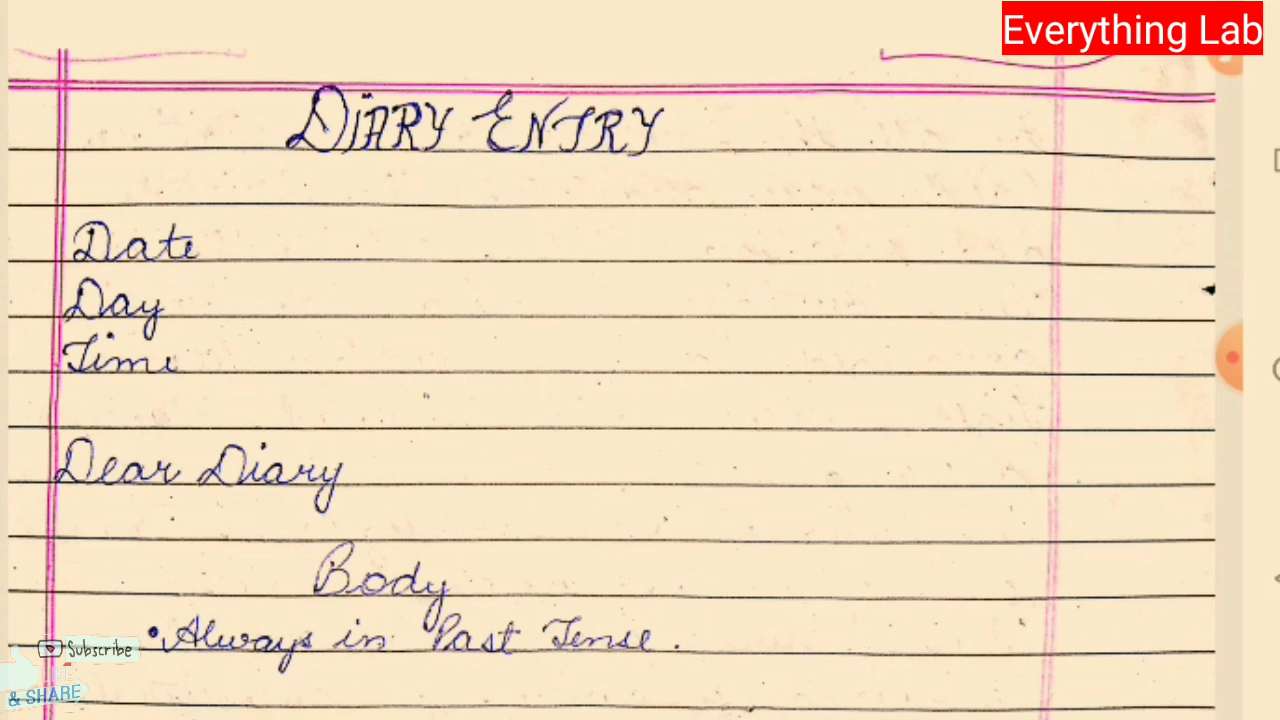 Everything Lab
DiARY ENTRY
Date
Day
Time
Dear Diary
Body
• Always in Past Tense.
Subscribe
& SHARE